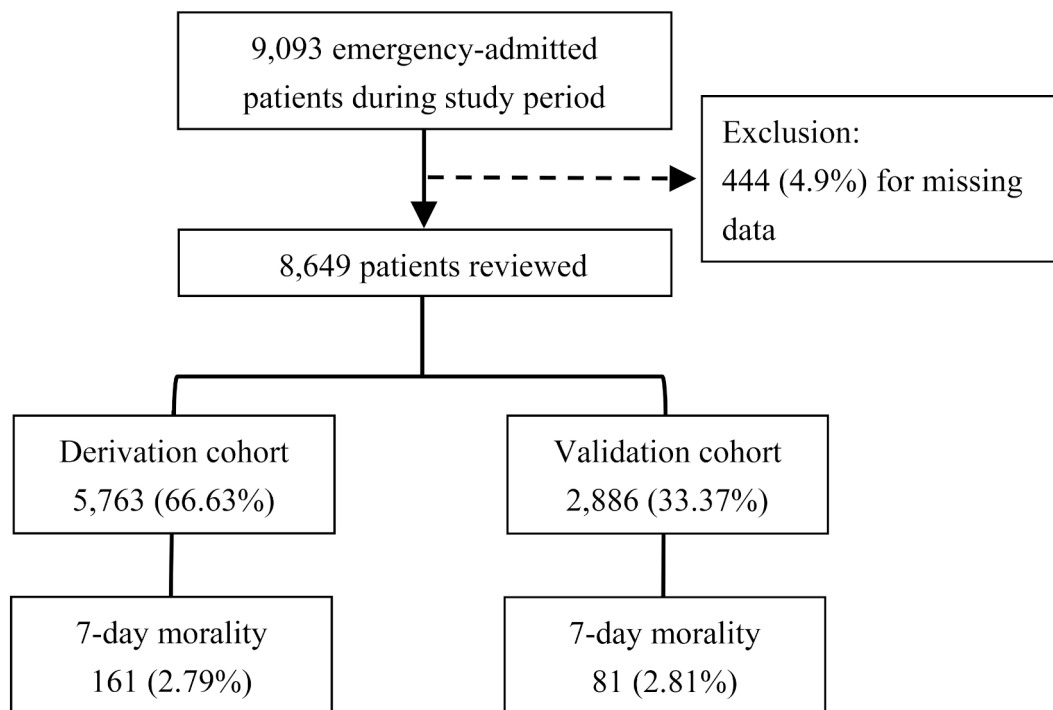 9,093 emergency-admitted
patients during study period
Exclusion:
444 (4.9%) for missing
data
8,649 patients reviewed
Derivation cohort
5,763 (66.63%)
Validation cohort
2,886 (33.37%)
7-day morality
161 (2.79%)
7-day morality
81 (2.81%)